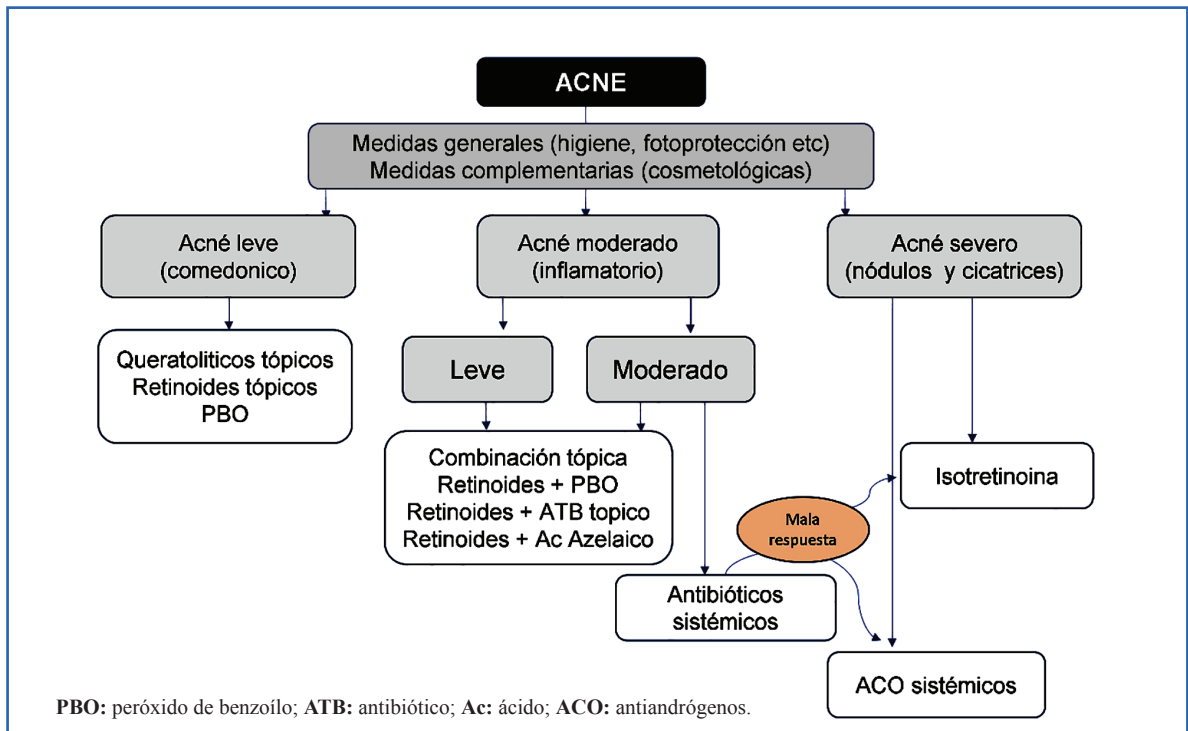 ACNE
Medidas generales (higiene, fotoprotección etc)
Medidas complementarias (cosmetológicas)
Acné leve
(comedonico)
Acné moderado
(inflamatorio)
Acné severo
(nódulos y cicatrices)
Queratoliticos tópicos
Retinoides tópicos
PBO
Leve
Moderado
Combinación tópica
Retinoides + PBO
Retinoides + ATB topico
Retinoides + Ac Azelaico
Isotretinoina
Mala
respuesta
Antibióticos
sistémicos
ACO sistémicos
PBO: peróxido de benzoílo; ATB: antibiótico; Ac: ácido; ACO: antiandrógenos.